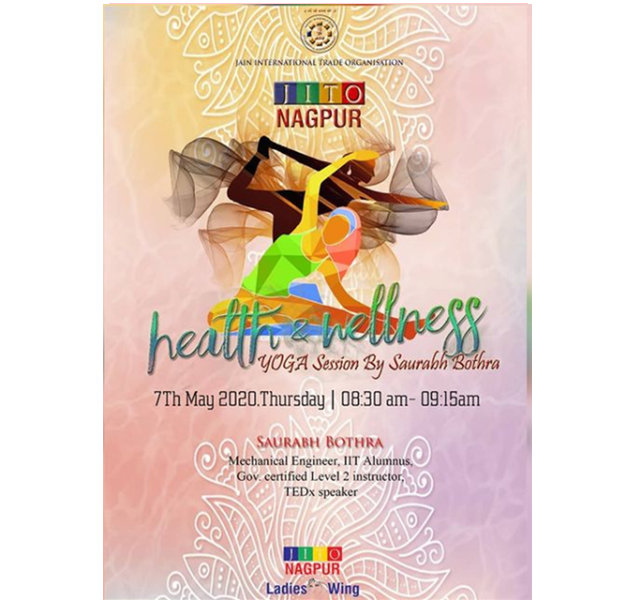 JAIN INTERNATIONAL TRADE ORGANISATION
JITO
NAGPUR
health & wellness
YOGA Session By Saurabh Bothra
7Th May 2020,Thursday | 08:30 am- 09:15am
SAURABH BOTHRA
Mechanical Engineer, IIT Alumnus,
Gov. certified Level 2 instructor,
TEDx speaker
JITO
NAGPUR
Ladies Wing